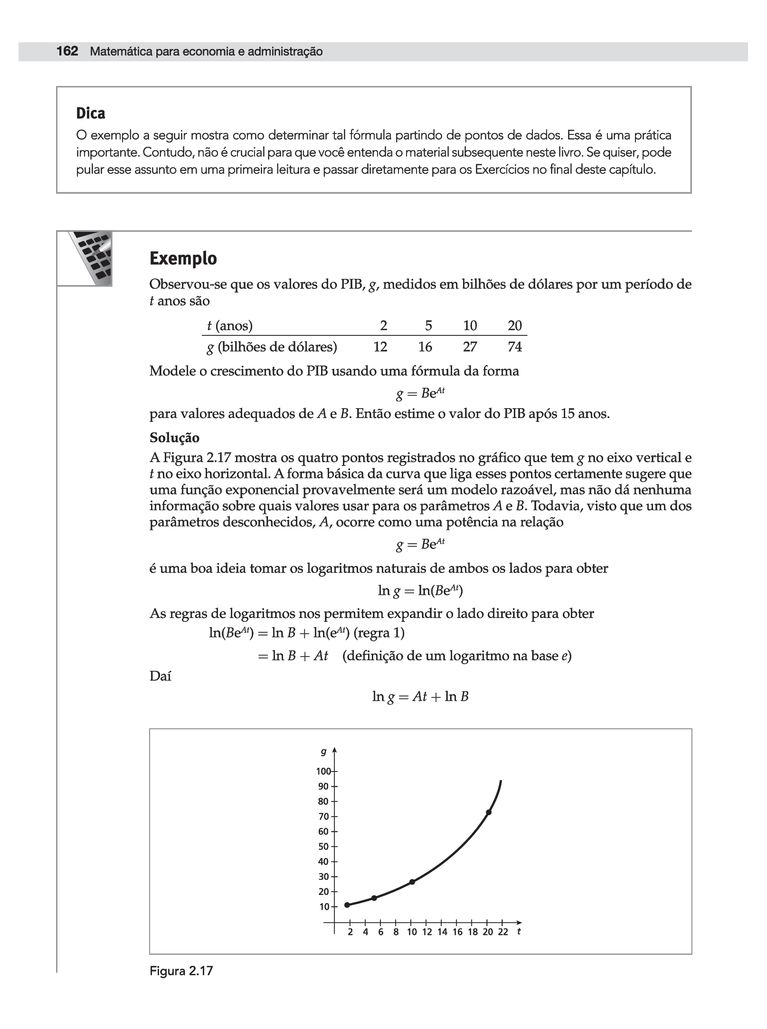 162 Matemática para economia e administração
Dica
O exemplo a seguir mostra como determinar tal fórmula partindo de pontos de dados. Essa é uma prática
importante. Contudo, não é crucial para que você entenda o material subsequente neste livro. Se quiser, pode
pular esse assunto em uma primeira leitura e passar diretamente para os Exercícios no final deste capítulo.
Exemplo
Observou-se que os valores do PIB, g, medidos em bilhões de dólares por um período de
t anos são
t (anos) 2 5 10 20
g (bilhões de dólares) 12 16 27 74
Modele o crescimento do PIB usando uma fórmula da forma
g = Beᴬᵗ
para valores adequados de A e B. Então estime o valor do PIB após 15 anos.
Solução
A Figura 2.17 mostra os quatro pontos registrados no gráfico que tem g no eixo vertical e
t no eixo horizontal. A forma básica da curva que liga esses pontos certamente sugere que
uma função exponencial provavelmente será um modelo razoável, mas não dá nenhuma
informação sobre quais valores usar para os parâmetros A e B. Todavia, visto que um dos
parâmetros desconhecidos, A, ocorre como uma potência na relação
g = Beᴬᵗ
é uma boa ideia tomar os logaritmos naturais de ambos os lados para obter
ln g = ln(Beᴬᵗ)
As regras de logaritmos nos permitem expandir o lado direito para obter
ln(Beᴬᵗ) = ln B + ln(eᴬᵗ) (regra 1)
= ln B + At (definição de um logaritmo na base e)
Daí
ln g = At + ln B
g
100
90
80
70
60
50
40
30
20
10
2 4 6 8 10 12 14 16 18 20 22 t
Figura 2.17